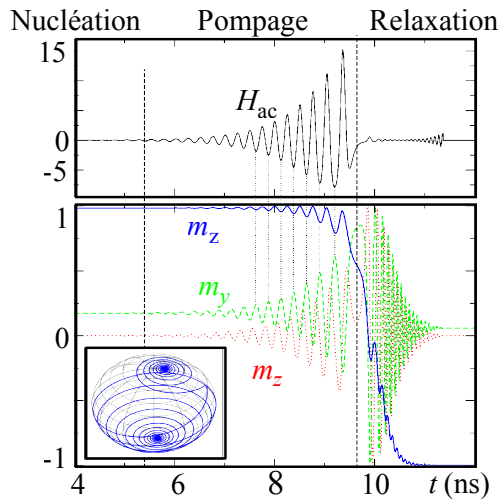 Nucléation Pompage Relaxation
15
H_ac
0
-5
1
m_z
m_y
0
m_z
-1
4 6 8 10 t (ns)